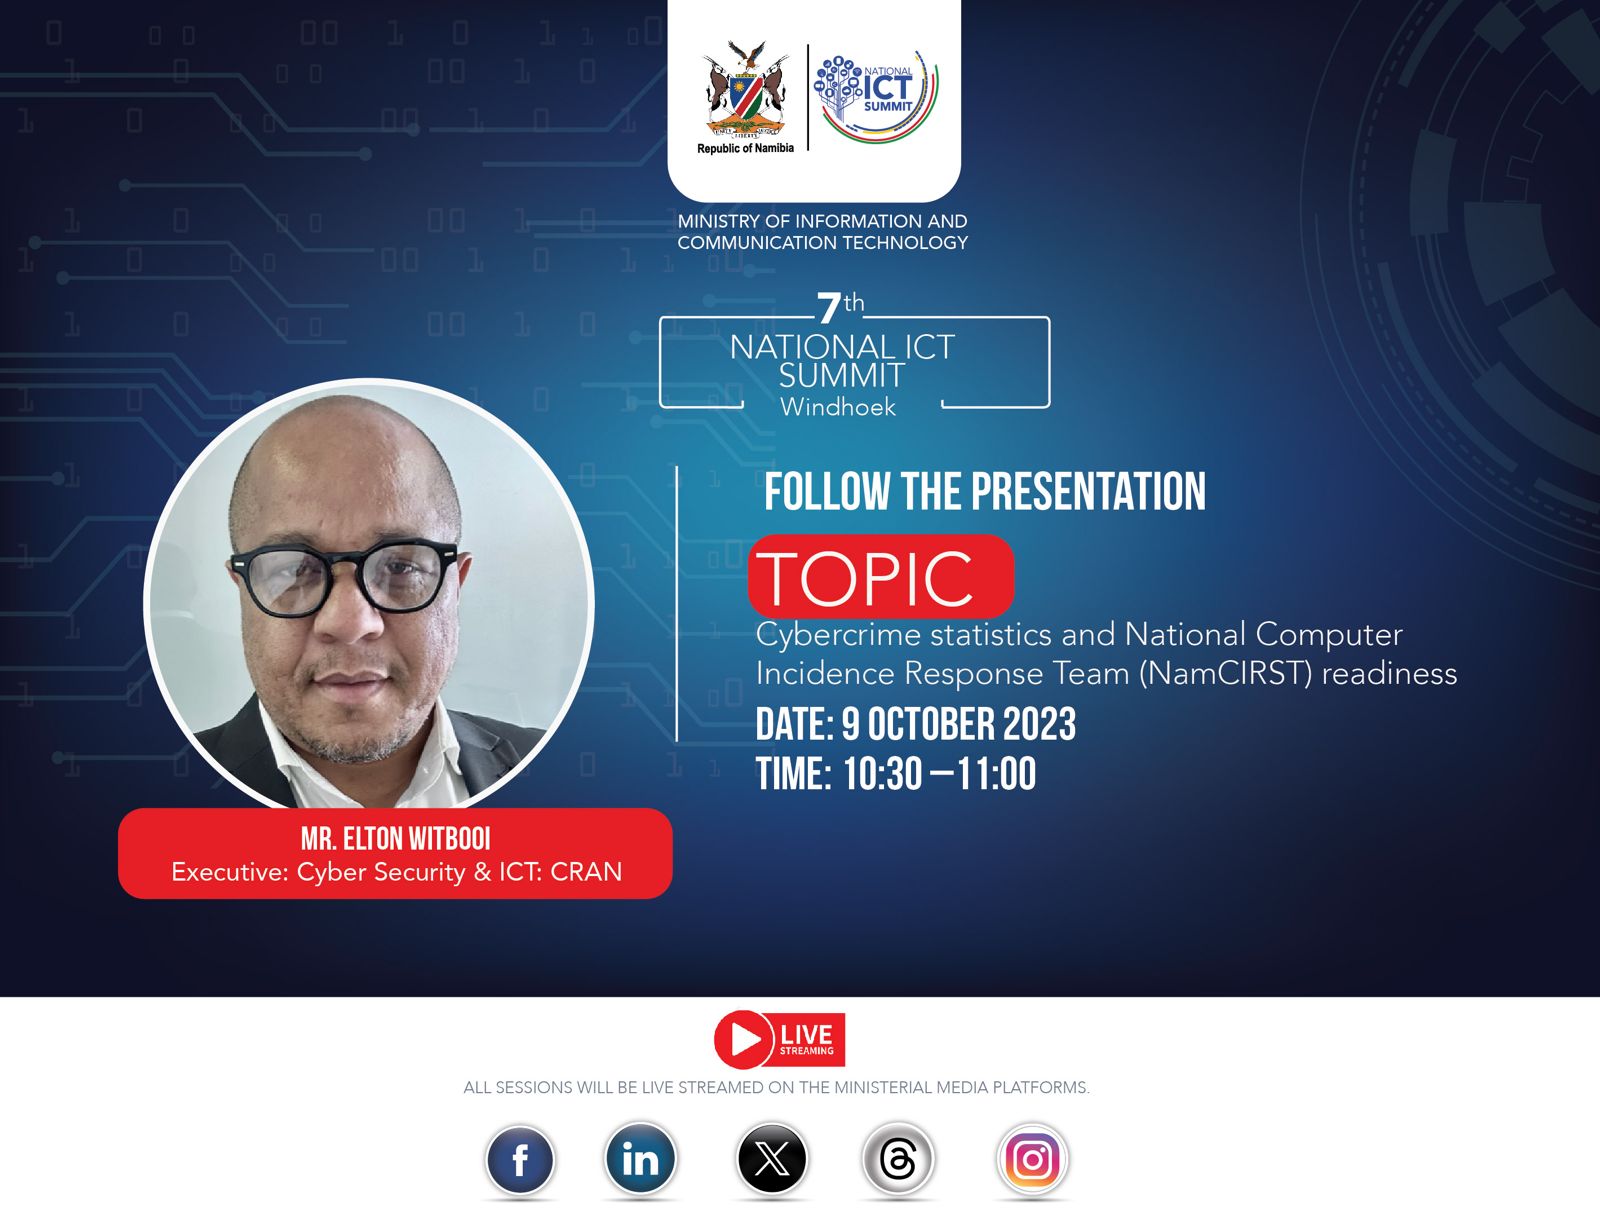 Republic of Namibia
NATIONAL
ICT
SUMMIT
MINISTRY OF INFORMATION AND
COMMUNICATION TECHNOLOGY
7th
NATIONAL ICT
SUMMIT
Windhoek
FOLLOW THE PRESENTATION
TOPIC
Cybercrime statistics and National Computer
Incidence Response Team (NamCIRST) readiness
DATE: 9 OCTOBER 2023
TIME: 10:30 –11:00
MR. ELTON WITBOOI
Executive: Cyber Security & ICT: CRAN
LIVE
STREAMING
ALL SESSIONS WILL BE LIVE STREAMED ON THE MINISTERIAL MEDIA PLATFORMS.